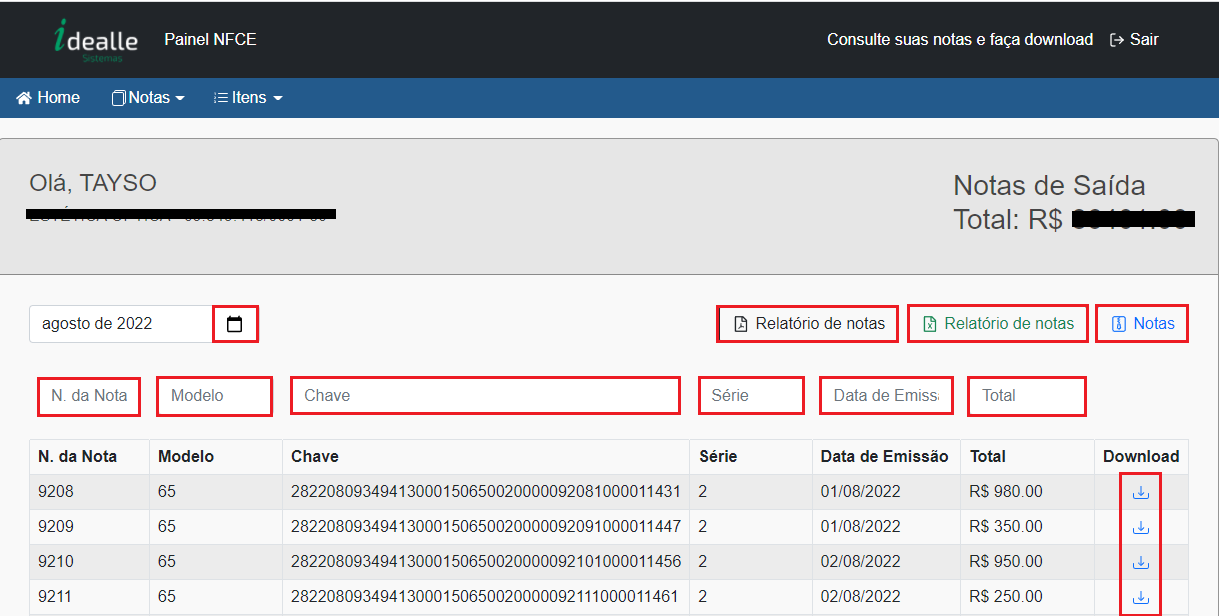 idealle
Sistemas
Painel NFCE
Consulte suas notas e faça download
Sair
Home
Notas
Itens
Olá, TAYSO
Notas de Saída
Total: R$
agosto de 2022
Relatório de notas
Relatório de notas
Notas
N. da Nota
Modelo
Chave
Série
Data de Emiss
Total
N. da Nota Modelo Chave Série Data de Emissão Total Download
9208 65 28220809349413000150650020000092081000011431 2 01/08/2022 R$ 980.00
9209 65 28220809349413000150650020000092091000011447 2 01/08/2022 R$ 350.00
9210 65 28220809349413000150650020000092101000011456 2 02/08/2022 R$ 950.00
9211 65 28220809349413000150650020000092111000011461 2 02/08/2022 R$ 250.00